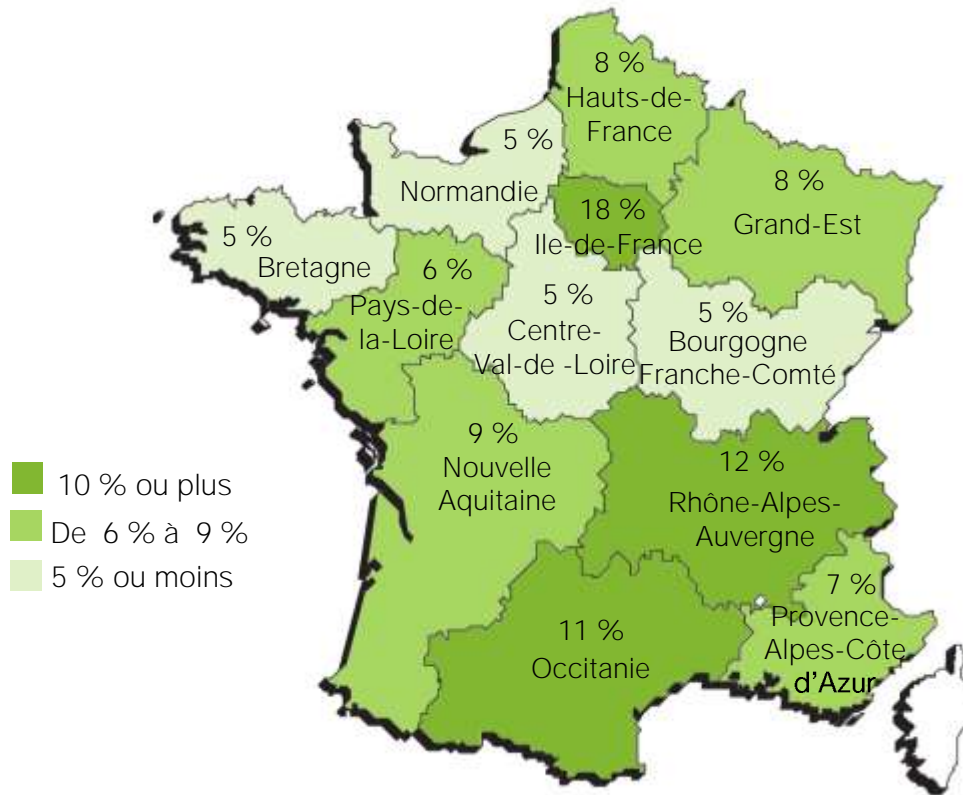 8 %
Hauts-de-
France
5 %
Normandie
8 %
Grand-Est
18 %
Ile-de-France
5 %
Bretagne
6 %
Pays-de-
la-Loire
5 %
Centre-
Val-de -Loire
5 %
Bourgogne
Franche-Comté
9 %
Nouvelle
Aquitaine
12 %
Rhône-Alpes-
Auvergne
7 %
Provence-
Alpes-Côte
d'Azur
11 %
Occitanie
10 % ou plus
De 6 % à 9 %
5 % ou moins